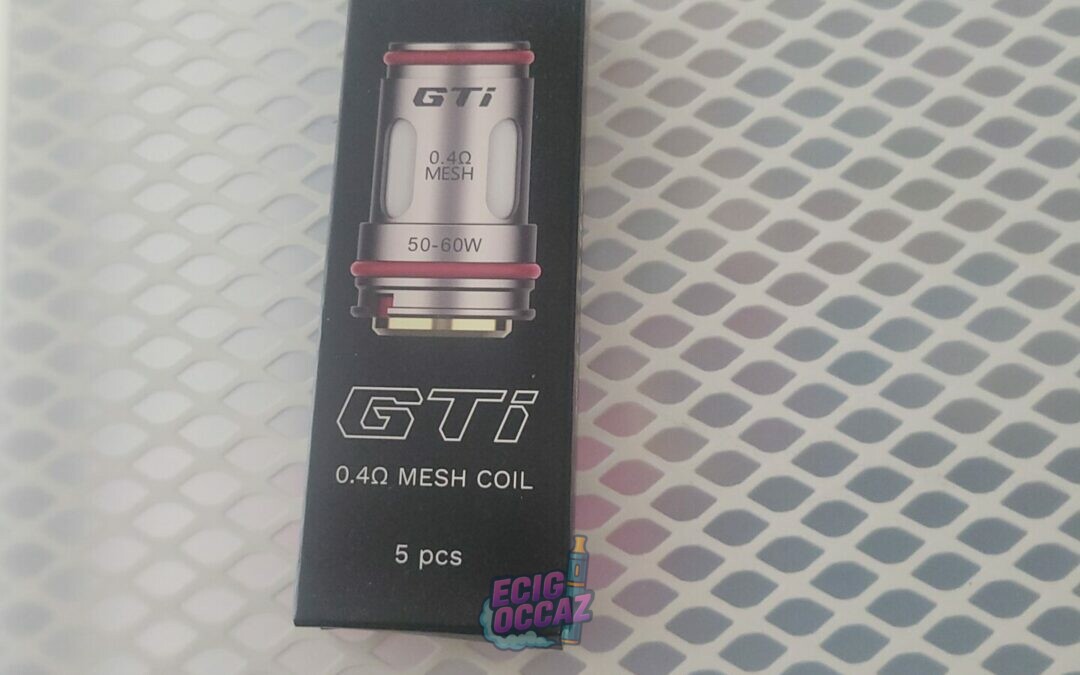 GTi
0.4Ω
MESH
50-60W
GTi
0.4Ω MESH COIL
5 pcs
ECIG
OCCAZ